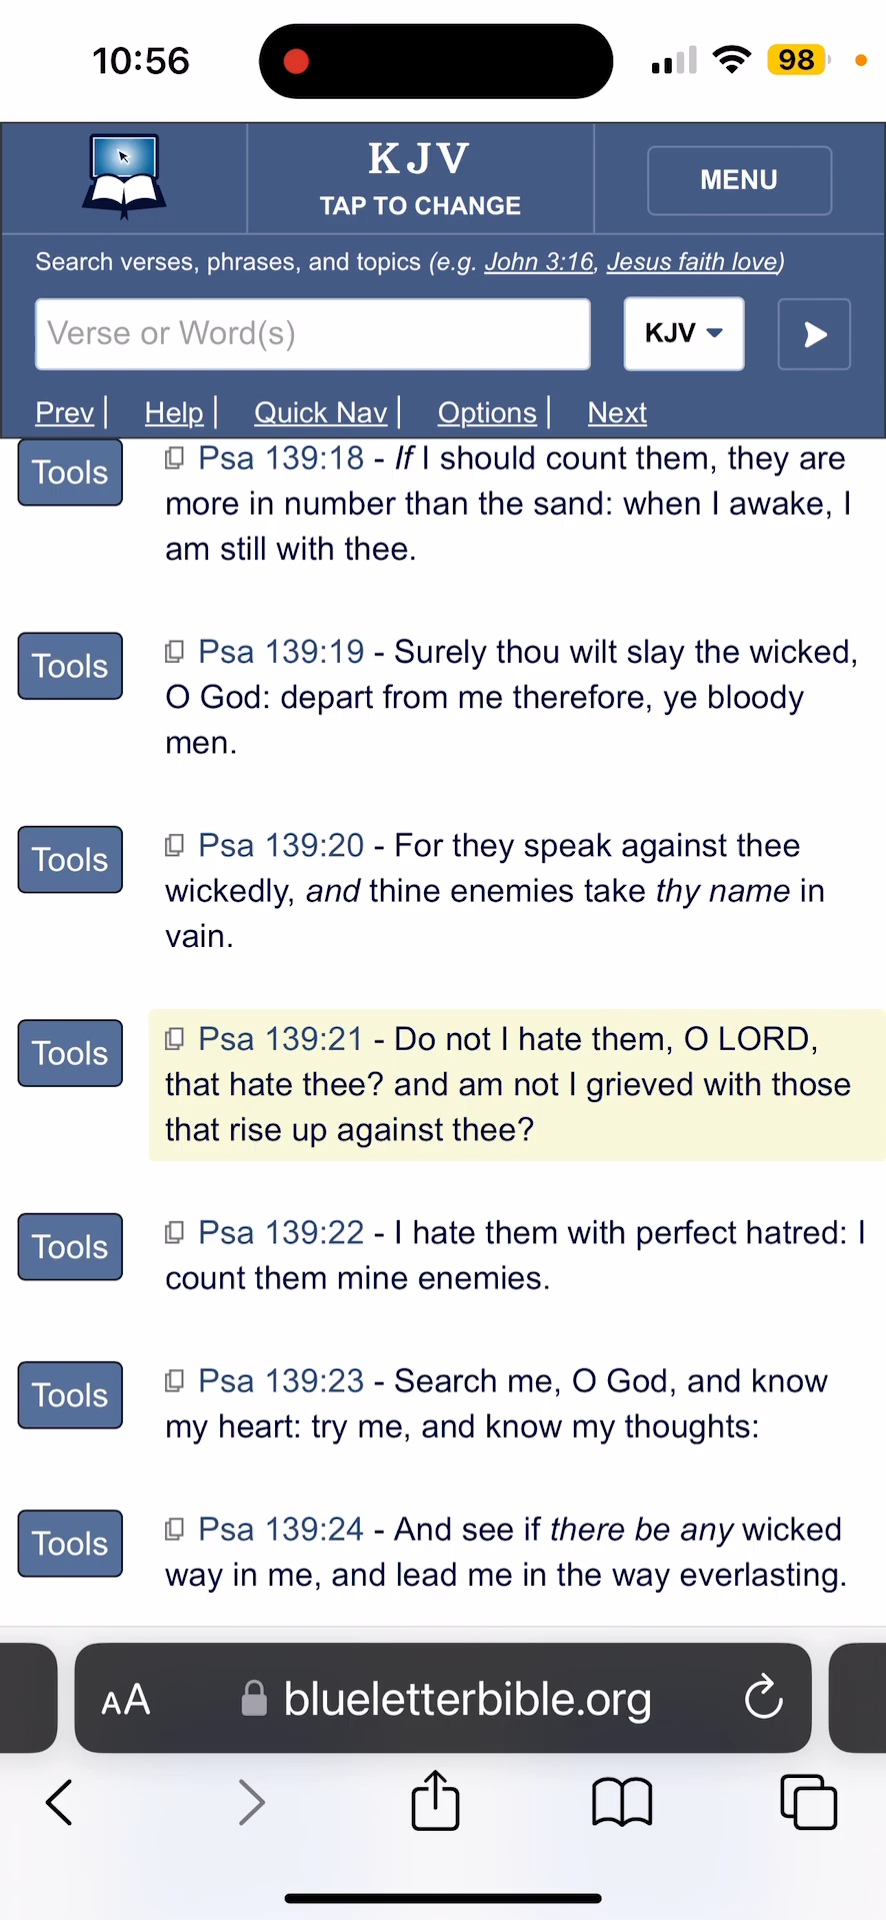 10:56
98
KJV
TAP TO CHANGE
MENU
Search verses, phrases, and topics (e.g. John 3:16, Jesus faith love)
Verse or Word(s)
KJV
Prev | Help | Quick Nav | Options | Next
Tools
Psa 139:18 - If I should count them, they are
more in number than the sand: when I awake, I
am still with thee.
Tools
Psa 139:19 - Surely thou wilt slay the wicked,
O God: depart from me therefore, ye bloody
men.
Tools
Psa 139:20 - For they speak against thee
wickedly, and thine enemies take thy name in
vain.
Tools
Psa 139:21 - Do not I hate them, O LORD,
that hate thee? and am not I grieved with those
that rise up against thee?
Tools
Psa 139:22 - I hate them with perfect hatred: I
count them mine enemies.
Tools
Psa 139:23 - Search me, O God, and know
my heart: try me, and know my thoughts:
Tools
Psa 139:24 - And see if there be any wicked
way in me, and lead me in the way everlasting.
AA
blueletterbible.org